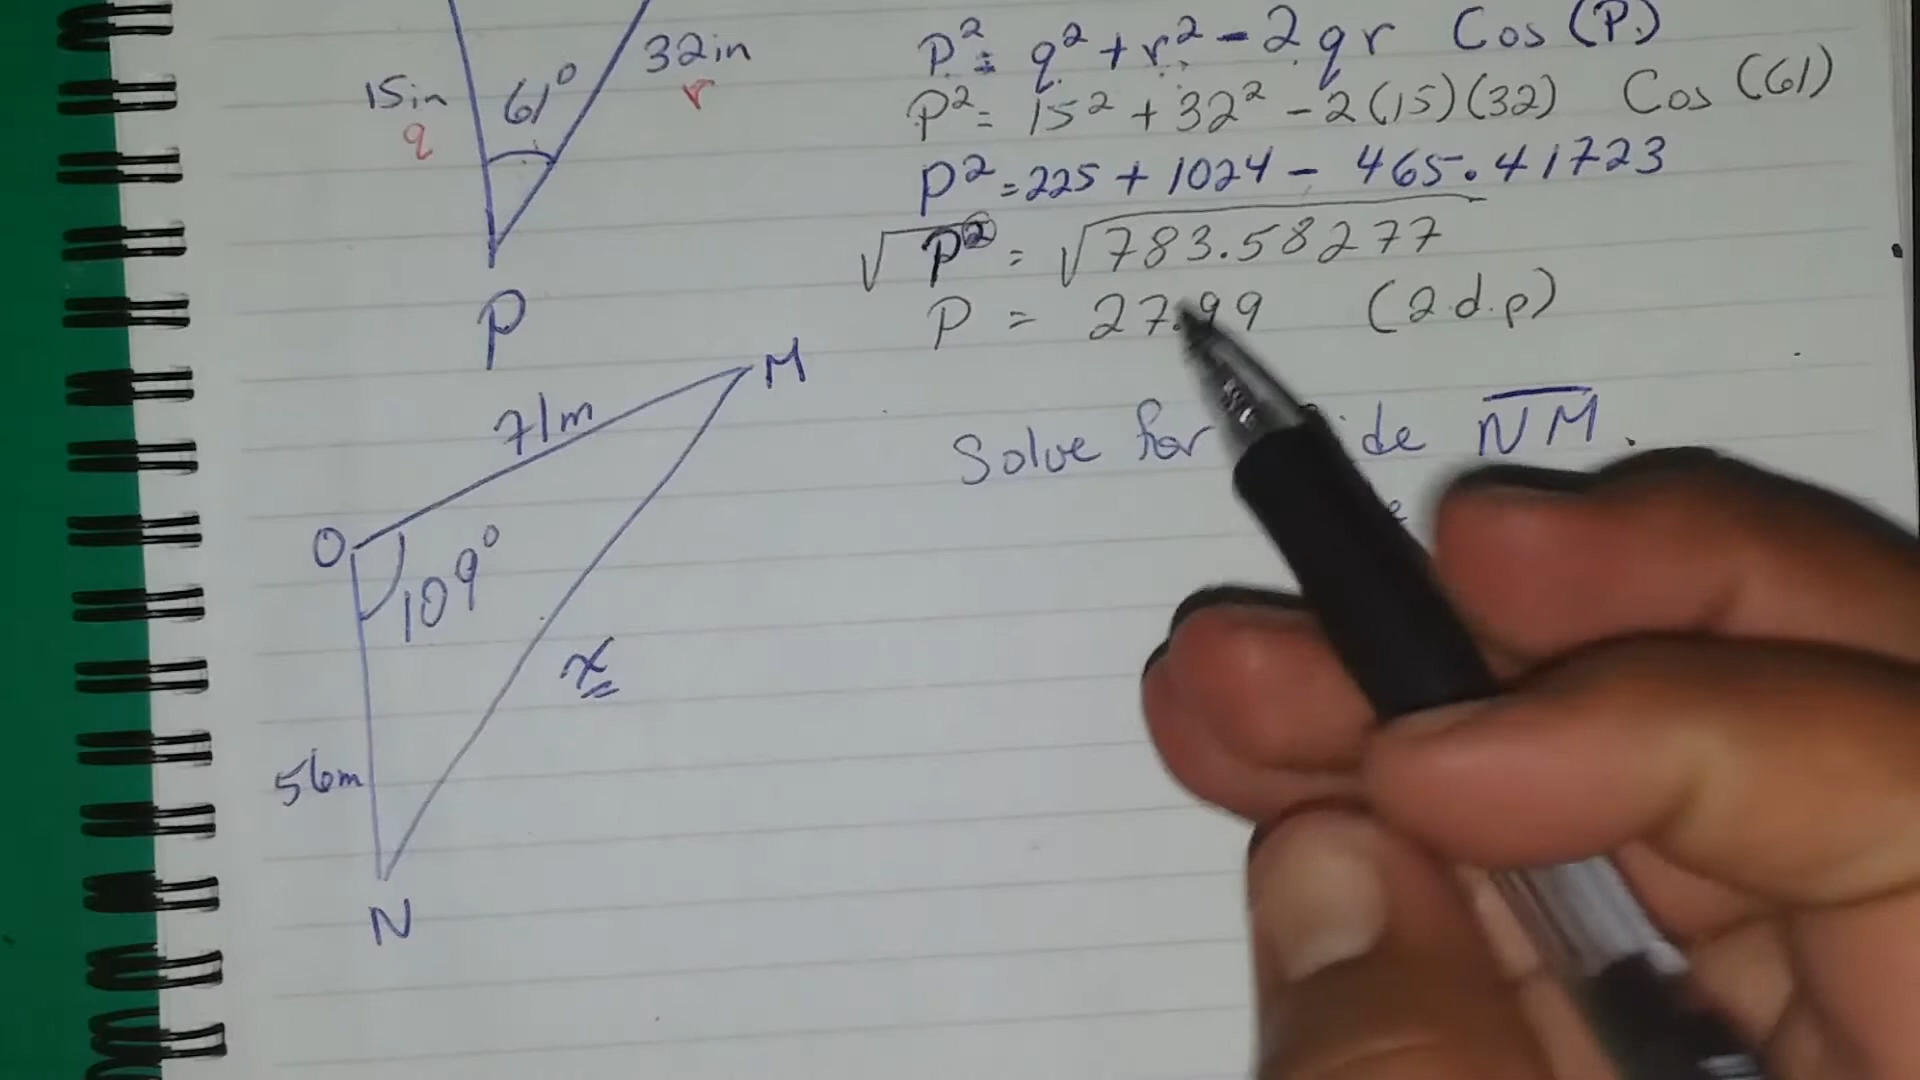 15in
q
61°
32in
r
P
P² = q² + r² - 2qr Cos (P)
P² = 15² + 32² - 2(15)(32) Cos (61)
P² = 225 + 1024 - 465.41723
√P² = √783.58277
P = 27.99 (2 d.p)
71m
M
O
109°
x
56m
N
Solve for NM.